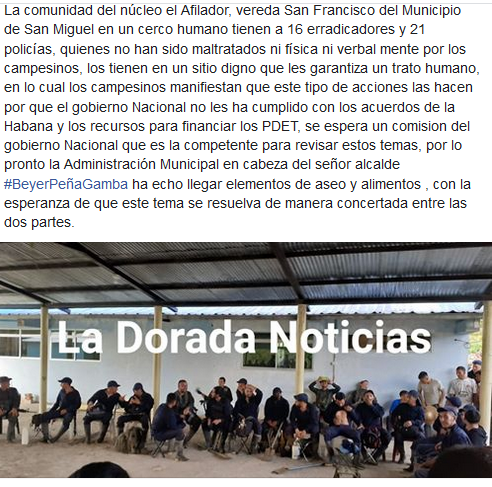 La comunidad del núcleo el Afilador, vereda San Francisco del Municipio
de San Miguel en un cerco humano tienen a 16 erradicadores y 21
policías, quienes no han sido maltratados ni física ni verbal mente por los
campesinos, los tienen en un sitio digno que les garantiza un trato humano,
en lo cual los campesinos manifiestan que este tipo de acciones las hacen
por que el gobierno Nacional no les ha cumplido con los acuerdos de la
Habana y los recursos para financiar los PDET, se espera un comision del
gobierno Nacional que es la competente para revisar estos temas, por lo
pronto la Administración Municipal en cabeza del señor alcalde
#BeyerPeñaGamba ha echo llegar elementos de aseo y alimentos , con la
esperanza de que este tema se resuelva de manera concertada entre las
dos partes.
La Dorada Noticias